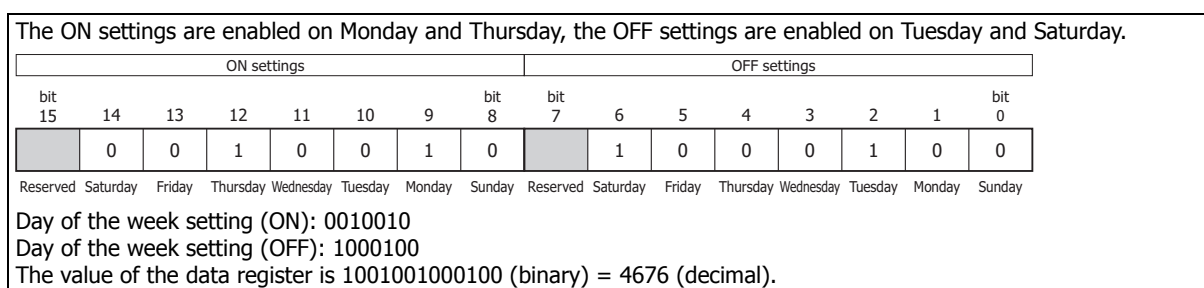 The ON settings are enabled on Monday and Thursday, the OFF settings are enabled on Tuesday and Saturday.
ON settings OFF settings
bit 15 14 13 12 11 10 9 bit 8 bit 7 6 5 4 3 2 1 bit 0
0 0 1 0 0 1 0 1 0 0 0 1 0 0
Reserved Saturday Friday Thursday Wednesday Tuesday Monday Sunday Reserved Saturday Friday Thursday Wednesday Tuesday Monday Sunday
Day of the week setting (ON): 0010010
Day of the week setting (OFF): 1000100
The value of the data register is 1001001000100 (binary) = 4676 (decimal).